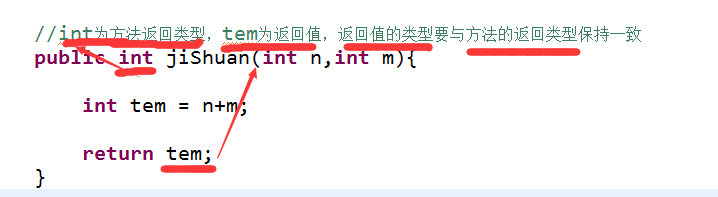 //int为方法返回类型，tem为返回值，返回值的类型要与方法的返回类型保持一致
public int jiShuan(int n,int m){
int tem = n+m;
return tem;
}